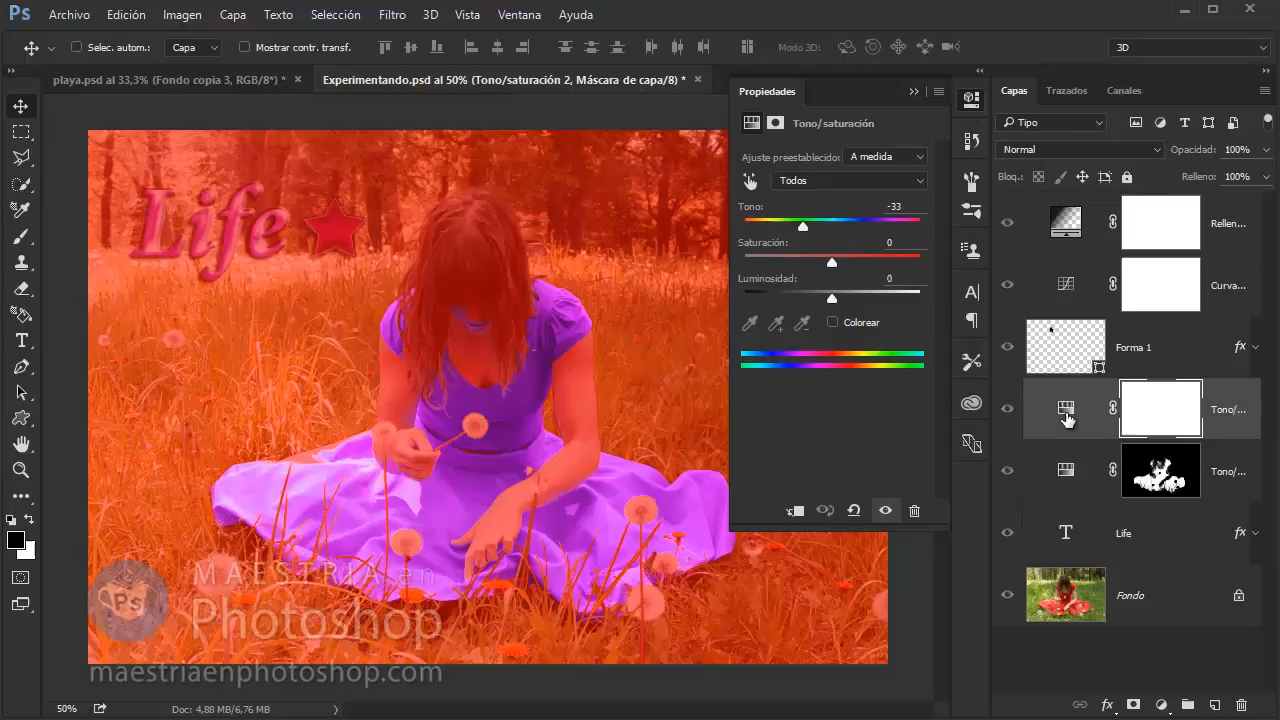 Ps Archivo Edición Imagen Capa Texto Selección Filtro 3D Vista Ventana Ayuda
Selec. autom.: Capa Mostrar contr. transf. Modo 3D: 3D
playa.psd al 33,3% (Fondo copia 3, RGB/8*) * × Experimentando.psd al 50% (Tono/saturación 2, Máscara de capa/8) * ×
Propiedades
Tono/saturación
Ajuste preestablecido: A medida
Todos
Tono: -33
Saturación: 0
Luminosidad: 0
Colorear
Capas Trazados Canales
Tipo
Normal Opacidad: 100%
Bloq.: Relleno: 100%
Rellen...
Curva...
Forma 1 fx
Tono/...
Tono/...
T Life fx
Fondo
Life
MAESTRIA en
Ps Photoshop
maestriaenphotoshop.com
50% Doc: 4,88 MB/6,76 MB
fx